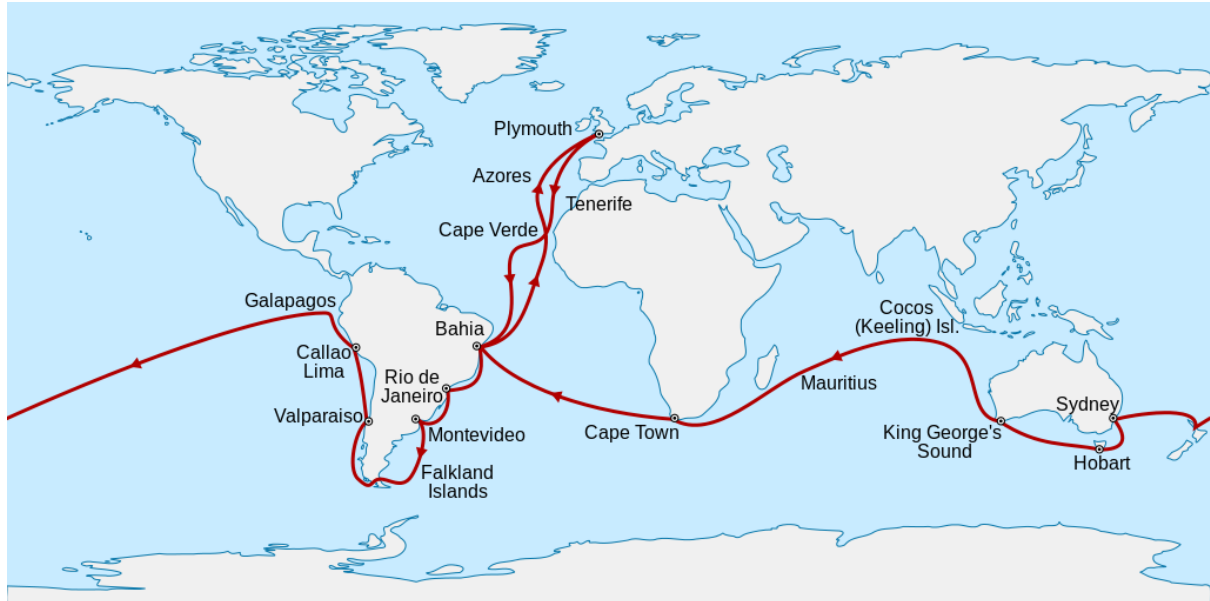 Plymouth
Azores
Tenerife
Cape Verde
Galapagos
Cocos
(Keeling) Isl.
Bahia
Callao
Lima
Rio de
Janeiro
Mauritius
Sydney
Valparaiso
Montevideo
Cape Town
King George's
Sound
Hobart
Falkland
Islands